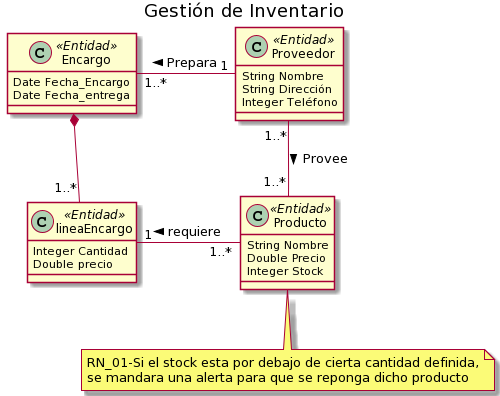 Gestión de Inventario
C «Entidad»
Encargo
Date Fecha_Encargo
Date Fecha_entrega
Prepara 1
1..*
C «Entidad»
Proveedor
String Nombre
String Dirección
Integer Teléfono
1..*
Provee
1..*
1..*
C «Entidad»
lineaEncargo
Integer Cantidad
Double precio
1 requiere
1..*
C «Entidad»
Producto
String Nombre
Double Precio
Integer Stock
RN_01-Si el stock esta por debajo de cierta cantidad definida,
se mandara una alerta para que se reponga dicho producto